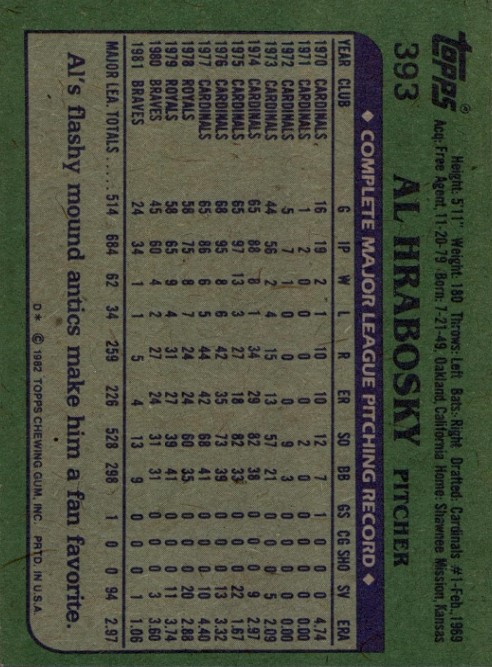 topps®
Height: 5'11" Weight: 180 Throws: Left Bats: Right Drafted: Cardinals #1-Feb., 1969
Acq: Free Agent, 11-20-79 Born: 7-21-49, Oakland, California Home: Shawnee Mission, Kansas
393 AL HRABOSKY PITCHER
◆ COMPLETE MAJOR LEAGUE PITCHING RECORD ◆
YEAR CLUB G IP W L R ER SO BB GS CG SHO SV ERA
1970 CARDINALS 16 19 2 1 10 10 12 7 1 0 0 0 4.74
1971 CARDINALS 1 2 0 0 0 0 2 0 0 0 0 0 0.00
1972 CARDINALS 5 7 1 0 0 0 9 3 0 0 0 0 0.00
1973 CARDINALS 44 56 2 4 15 13 57 21 0 0 0 5 2.09
1974 CARDINALS 65 88 8 1 34 29 82 38 0 0 0 9 2.97
1975 CARDINALS 65 97 13 3 27 18 82 33 0 0 0 22 1.67
1976 CARDINALS 68 95 8 6 42 35 73 39 0 0 0 13 3.32
1977 CARDINALS 65 86 6 5 44 42 68 41 0 0 0 10 4.40
1978 ROYALS 58 75 8 7 24 24 60 35 0 0 0 20 2.88
1979 ROYALS 58 65 9 4 31 27 39 41 0 0 0 11 3.74
1980 BRAVES 45 60 4 2 27 24 31 31 0 0 0 3 3.60
1981 BRAVES 24 34 1 1 5 4 13 9 0 0 0 1 1.06
MAJOR LEA. TOTALS ..... 514 684 62 34 259 226 528 298 1 0 0 94 2.97
D* © 1982 TOPPS CHEWING GUM, INC. PRTD. IN U.S.A.
Al's flashy mound antics make him a fan favorite.